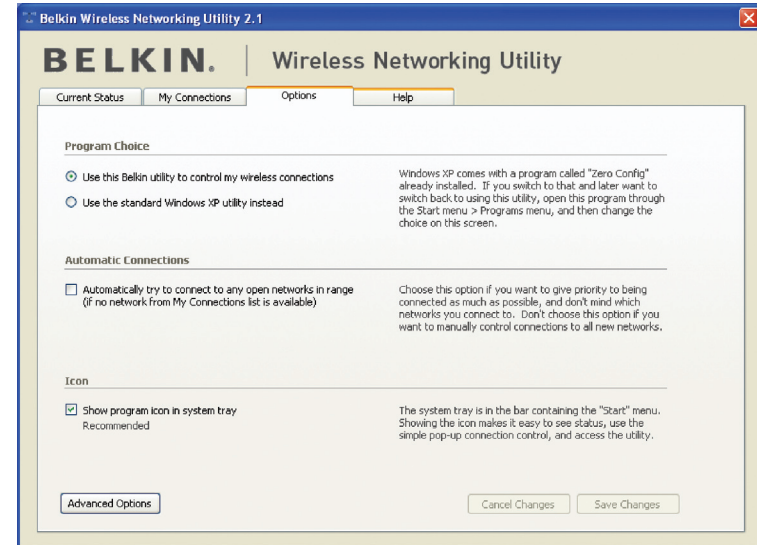 Belkin Wireless Networking Utility 2.1
BELKIN. | Wireless Networking Utility
Current Status
My Connections
Options
Help
Program Choice
Use this Belkin utility to control my wireless connections
Use the standard Windows XP utility instead
Windows XP comes with a program called "Zero Config"
already installed. If you switch to that and later want to
switch back to using this utility, open this program through
the Start menu > Programs menu, and then change the
choice on this screen.
Automatic Connections
Automatically try to connect to any open networks in range
(if no network from My Connections list is available)
Choose this option if you want to give priority to being
connected as much as possible, and don't mind which
networks you connect to. Don't choose this option if you
want to manually control connections to all new networks.
Icon
Show program icon in system tray
Recommended
The system tray is in the bar containing the "Start" menu.
Showing the icon makes it easy to see status, use the
simple pop-up connection control, and access the utility.
Advanced Options
Cancel Changes
Save Changes